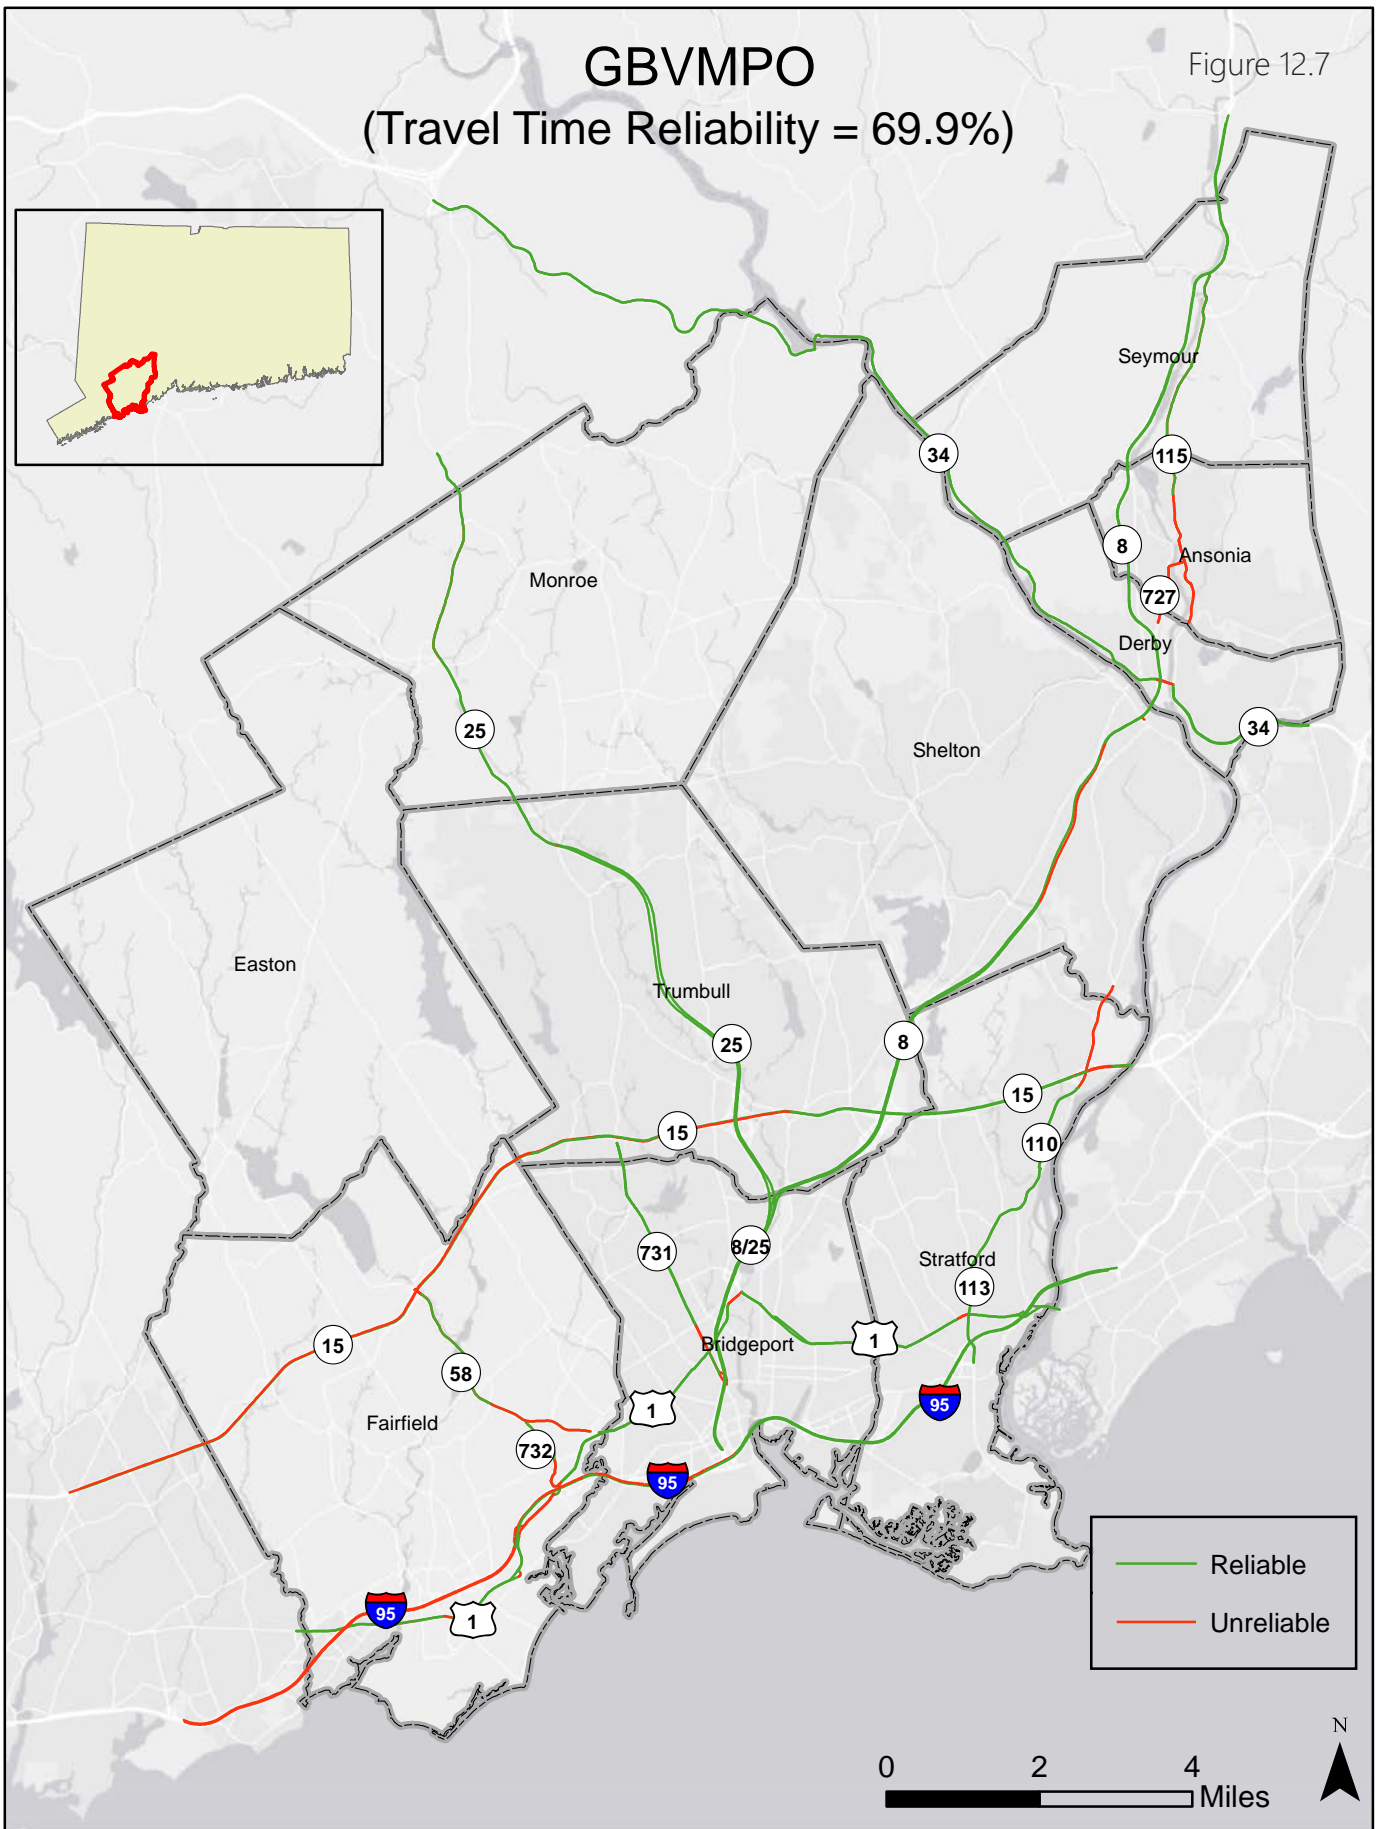 GBVMPO
Figure 12.7
(Travel Time Reliability = 69.9%)
Seymour
34
115
8
Ansonia
Monroe
727
Derby
25
34
Shelton
Easton
Trumbull
25
8
15
15
110
731
8/25
Stratford
113
15
Bridgeport
1
58
95
1
Fairfield
732
95
95
1
Reliable
Unreliable
N
0 2 4
Miles